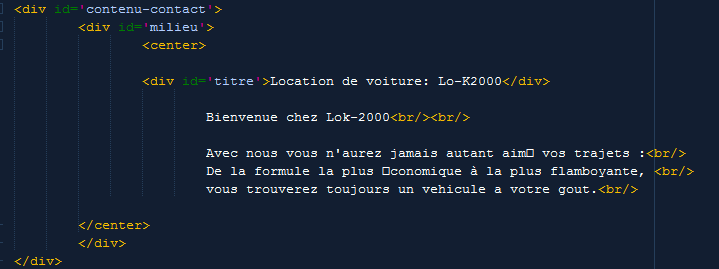 <div id='contenu-contact'>
<div id='milieu'>
<center>
<div id='titre'>Location de voiture: Lo-K2000</div>
Bienvenue chez Lok-2000<br/><br/>
Avec nous vous n'aurez jamais autant aim□ vos trajets :<br/>
De la formule la plus □conomique à la plus flamboyante, <br/>
vous trouverez toujours un vehicule a votre gout.<br/>
</center>
</div>
</div>